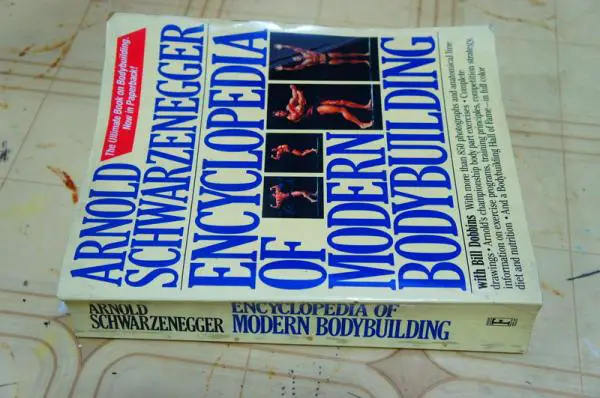 The Ultimate Book on Bodybuilding.
Now in Paperback!
ARNOLD
SCHWARZENEGGER
ENCYCLOPEDIA
OF
MODERN
BODYBUILDING
with Bill Dobbins With more than 850 photographs and anatomical line
drawings • Arnold's championship body part exercises • Complete
information on exercise programs, training principles, competition strategy,
diet and nutrition • And a Bodybuilding Hall of Fame—in full color
ARNOLD
SCHWARZENEGGER
ENCYCLOPEDIA OF
MODERN BODYBUILDING